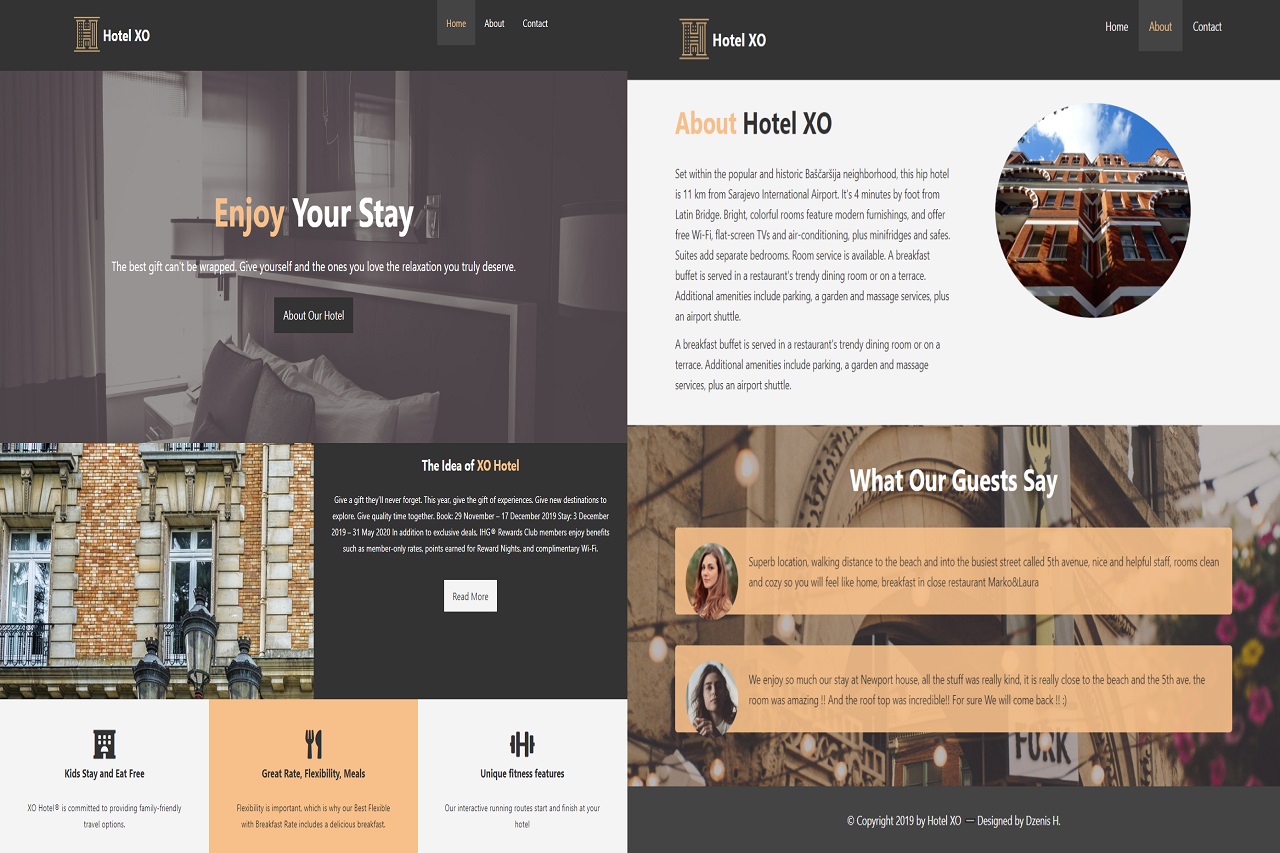 Hotel XO
Home About Contact
Enjoy Your Stay
The best gift can't be wrapped. Give yourself and the ones you love the relaxation you truly deserve.
About Our Hotel
The Idea of XO Hotel
Give a gift they'll never forget. This year, give the gift of experiences. Give new destinations to
explore. Give quality time together. Book: 29 November – 17 December 2019 Stay: 3 December
2019 – 31 May 2020 In addition to exclusive deals, IHG® Rewards Club members enjoy benefits
such as member-only rates, points earned for Reward Nights, and complimentary Wi-Fi.
Read More
Kids Stay and Eat Free
XO Hotel® is committed to providing family-friendly
travel options.
Great Rate, Flexibility, Meals
Flexibility is important, which is why our Best Flexible
with Breakfast Rate includes a delicious breakfast.
Unique fitness features
Our interactive running routes start and finish at your
hotel
Hotel XO
Home About Contact
About Hotel XO
Set within the popular and historic Baščaršija neighborhood, this hip hotel
is 11 km from Sarajevo International Airport. It's 4 minutes by foot from
Latin Bridge. Bright, colorful rooms feature modern furnishings, and offer
free Wi-Fi, flat-screen TVs and air-conditioning, plus minifridges and safes.
Suites add separate bedrooms. Room service is available. A breakfast
buffet is served in a restaurant's trendy dining room or on a terrace.
Additional amenities include parking, a garden and massage services, plus
an airport shuttle.
A breakfast buffet is served in a restaurant's trendy dining room or on a
terrace. Additional amenities include parking, a garden and massage
services, plus an airport shuttle.
What Our Guests Say
Superb location, walking distance to the beach and into the busiest street called 5th avenue, nice and helpful staff, rooms clean
and cozy so you will feel like home, breakfast in close restaurant Marko&Laura
We enjoy so much our stay at Newport house, all the stuff was really kind, it is really close to the beach and the 5th ave. the
room was amazing !! And the roof top was incredible!! For sure We will come back !! :)
FORK
© Copyright 2019 by Hotel XO — Designed by Dzenis H.